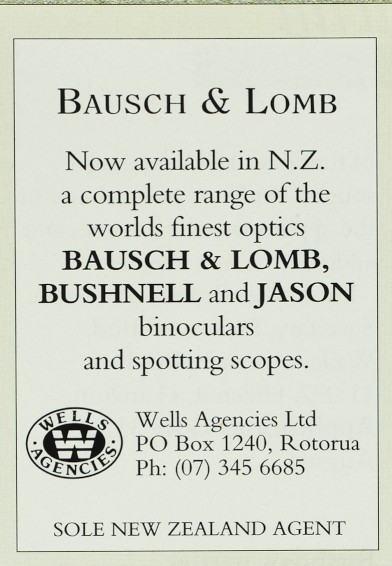 BAUSCH & LOMB
Now available in N.Z.
a complete range of the
worlds finest optics
BAUSCH & LOMB,
BUSHNELL and JASON
binoculars
and spotting scopes.
WELLS
W
AGENCIES
Wells Agencies Ltd
PO Box 1240, Rotorua
Ph: (07) 345 6685
SOLE NEW ZEALAND AGENT